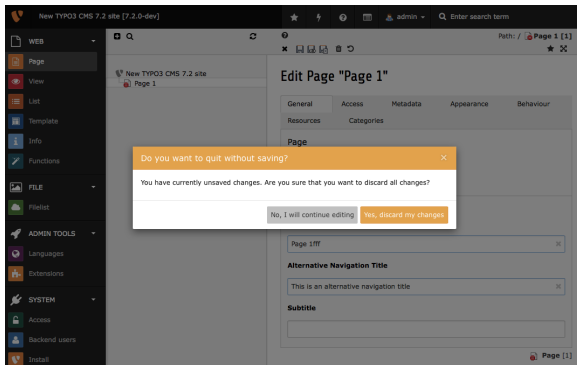 New TYPO3 CMS 7.2 site [7.2.0-dev]
admin
Enter search term
WEB
Page
View
List
Template
Info
Functions
FILE
Filelist
ADMIN TOOLS
Languages
Extensions
SYSTEM
Access
Backend users
Install
New TYPO3 CMS 7.2 site
Page 1
Path: / Page 1 [1]
Edit Page "Page 1"
General Access Metadata Appearance Behaviour
Resources Categories
Page
Do you want to quit without saving? ×
You have currently unsaved changes. Are you sure that you want to discard all changes?
No, I will continue editing Yes, discard my changes
Page 1fff
Alternative Navigation Title
This is an alternative navigation title
Subtitle
Page [1]